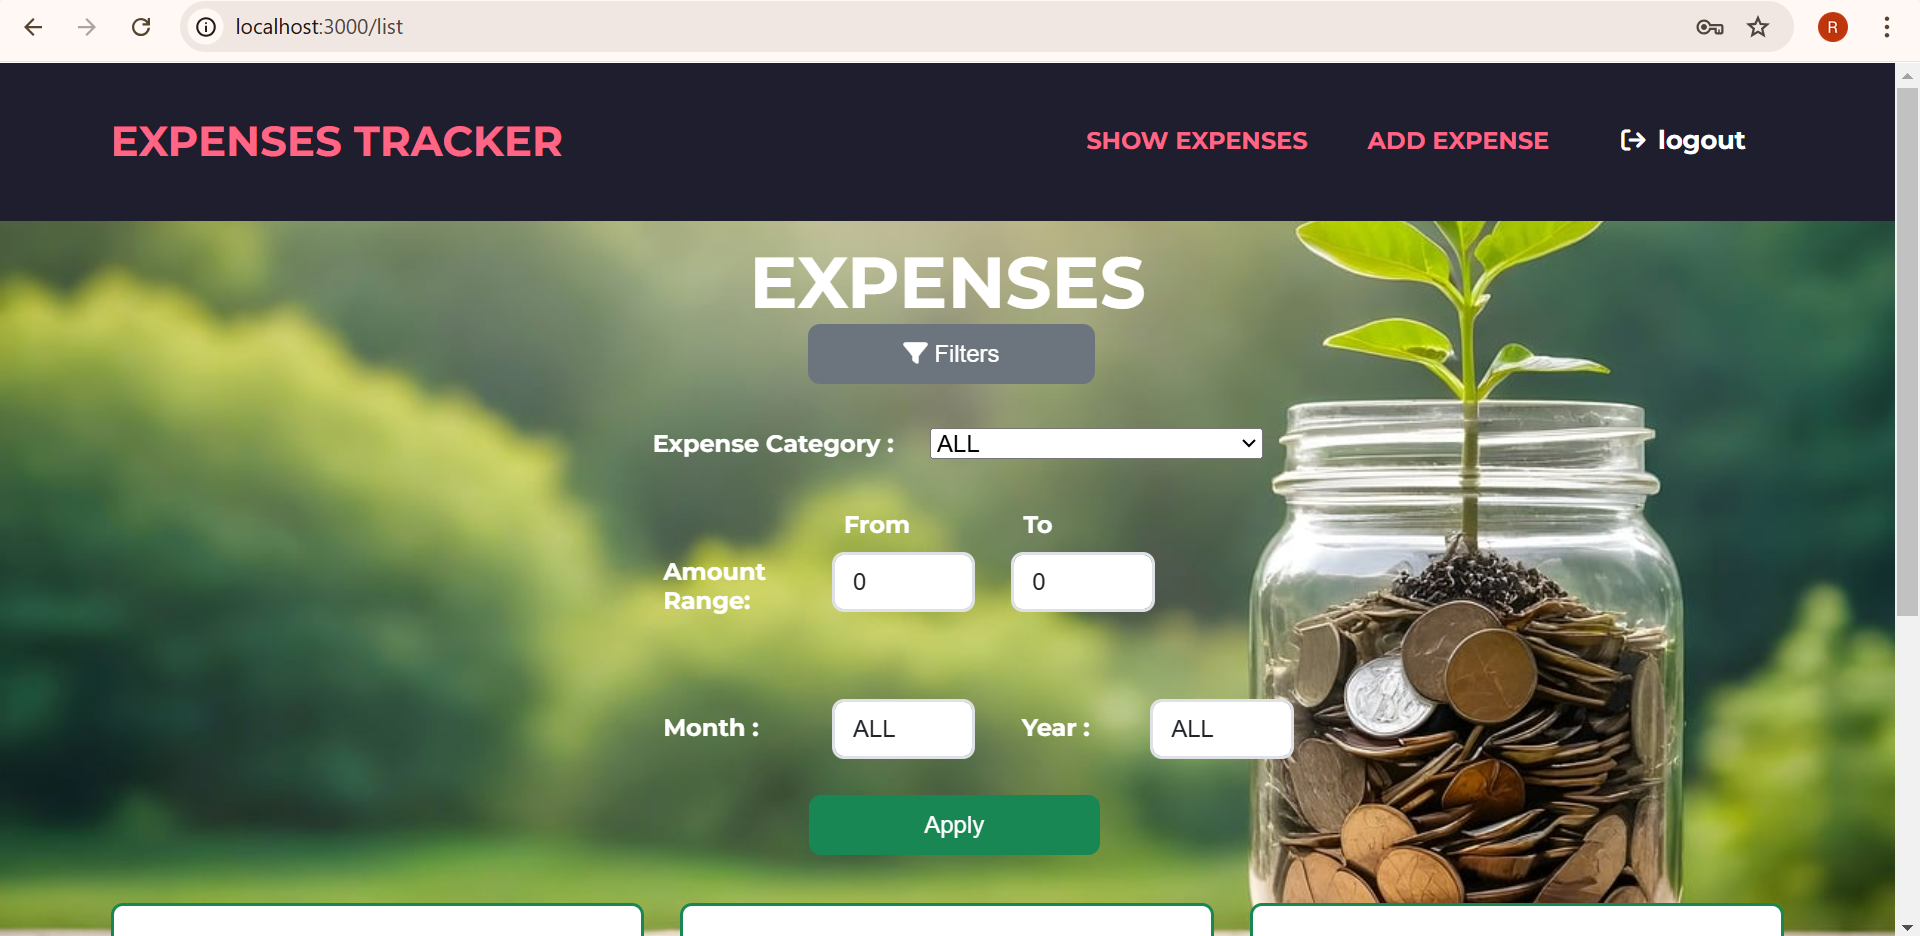 localhost:3000/list
R
EXPENSES TRACKER
SHOW EXPENSES
ADD EXPENSE
logout
EXPENSES
Filters
Expense Category :
ALL
From
To
Amount
Range:
0
0
Month :
ALL
Year :
ALL
Apply